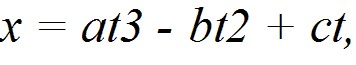 x = at3 - bt2 + ct,